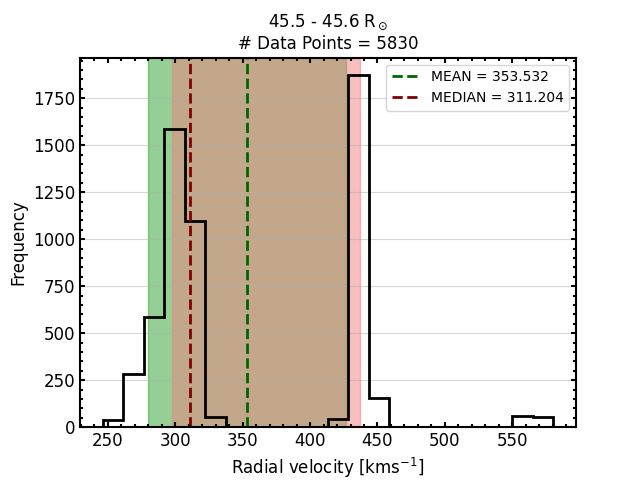 45.5 - 45.6 R⊙
# Data Points = 5830
MEAN = 353.532
MEDIAN = 311.204
Frequency
1750
1500
1250
1000
750
500
250
0
250 300 350 400 450 500 550
Radial velocity [kms⁻¹]